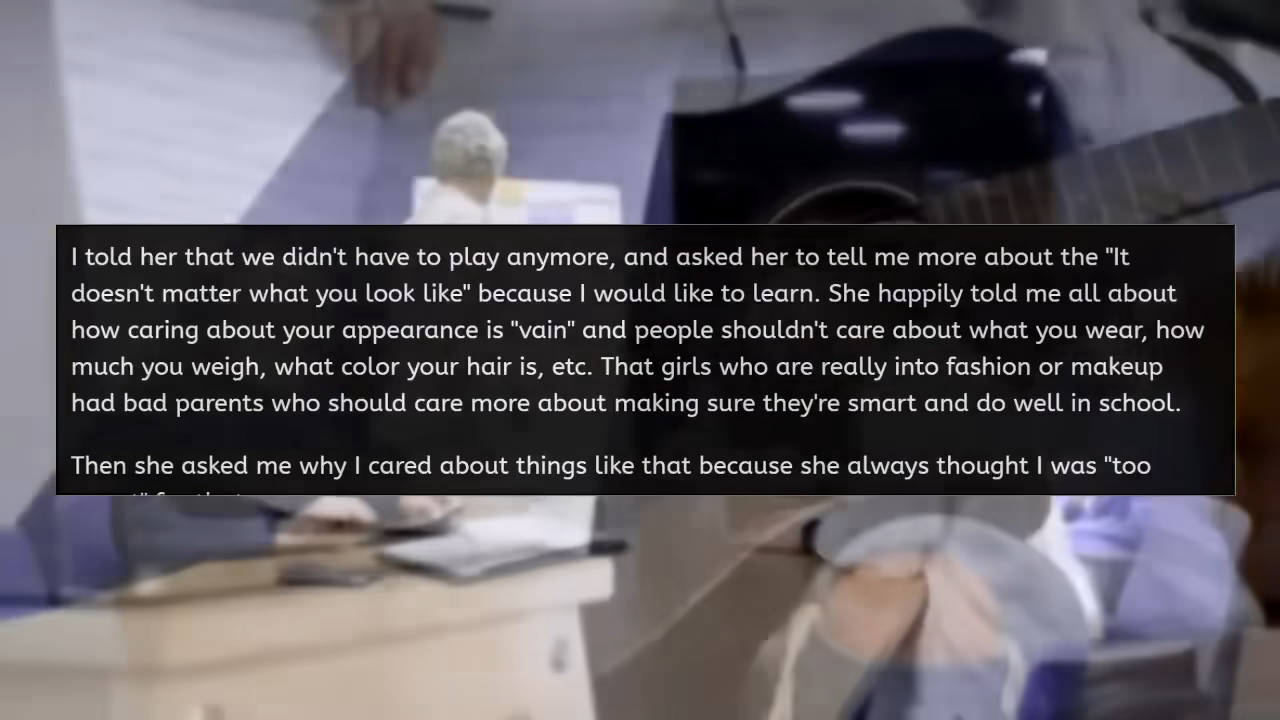 I told her that we didn't have to play anymore, and asked her to tell me more about the "It
doesn't matter what you look like" because I would like to learn. She happily told me all about
how caring about your appearance is "vain" and people shouldn't care about what you wear, how
much you weigh, what color your hair is, etc. That girls who are really into fashion or makeup
had bad parents who should care more about making sure they're smart and do well in school.
Then she asked me why I cared about things like that because she always thought I was "too